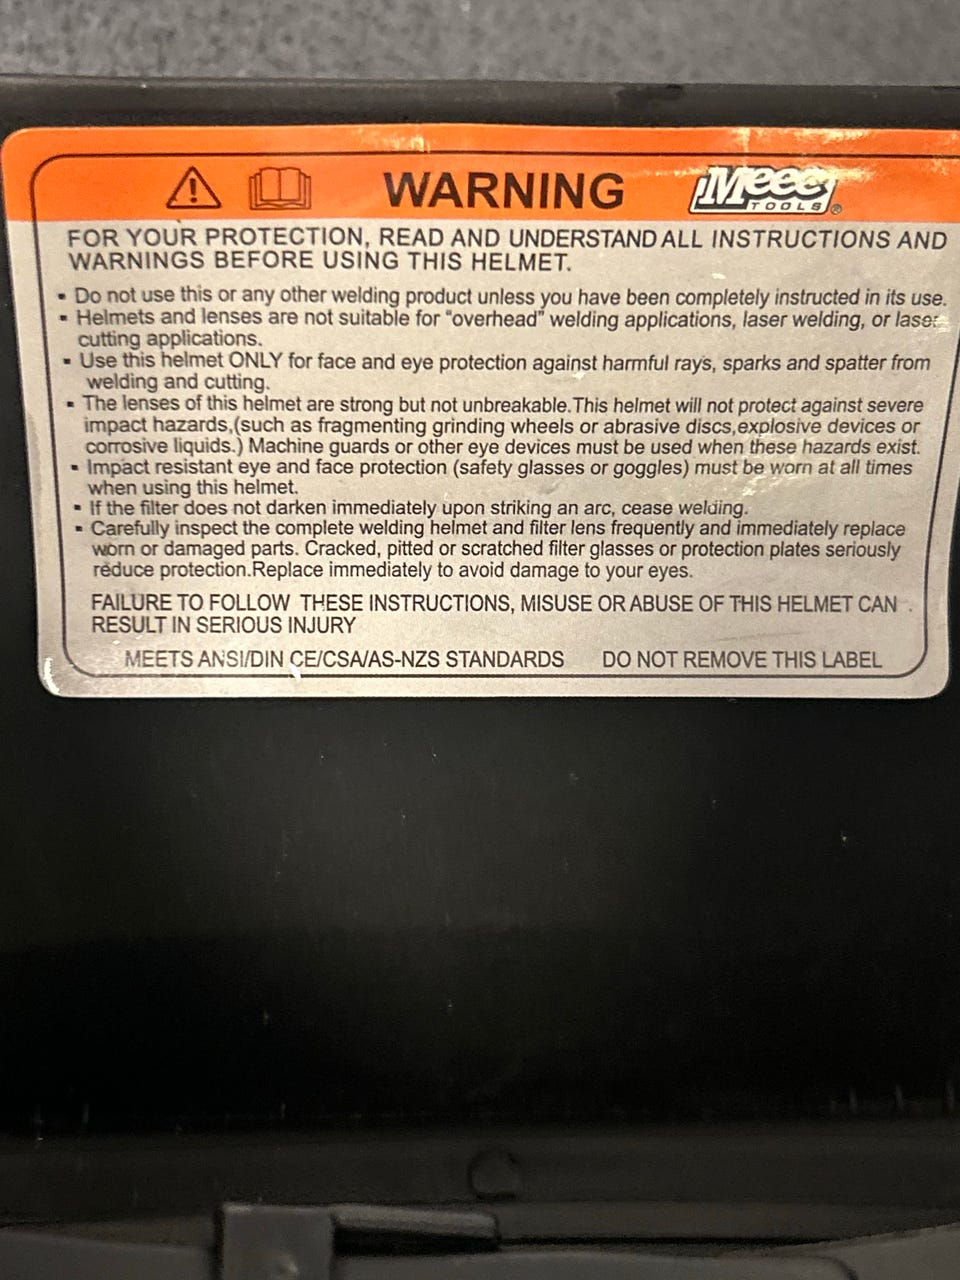 WARNING Meec TOOLS®
FOR YOUR PROTECTION, READ AND UNDERSTAND ALL INSTRUCTIONS AND
WARNINGS BEFORE USING THIS HELMET.
▪ Do not use this or any other welding product unless you have been completely instructed in its use.
▪ Helmets and lenses are not suitable for "overhead" welding applications, laser welding, or laser
cutting applications.
▪ Use this helmet ONLY for face and eye protection against harmful rays, sparks and spatter from
welding and cutting.
▪ The lenses of this helmet are strong but not unbreakable.This helmet will not protect against severe
impact hazards,(such as fragmenting grinding wheels or abrasive discs,explosive devices or
corrosive liquids.) Machine guards or other eye devices must be used when these hazards exist.
▪ Impact resistant eye and face protection (safety glasses or goggles) must be worn at all times
when using this helmet.
▪ If the filter does not darken immediately upon striking an arc, cease welding.
▪ Carefully inspect the complete welding helmet and filter lens frequently and immediately replace
worn or damaged parts. Cracked, pitted or scratched filter glasses or protection plates seriously
reduce protection.Replace immediately to avoid damage to your eyes.
FAILURE TO FOLLOW THESE INSTRUCTIONS, MISUSE OR ABUSE OF THIS HELMET CAN
RESULT IN SERIOUS INJURY
MEETS ANSI/DIN CE/CSA/AS-NZS STANDARDS DO NOT REMOVE THIS LABEL